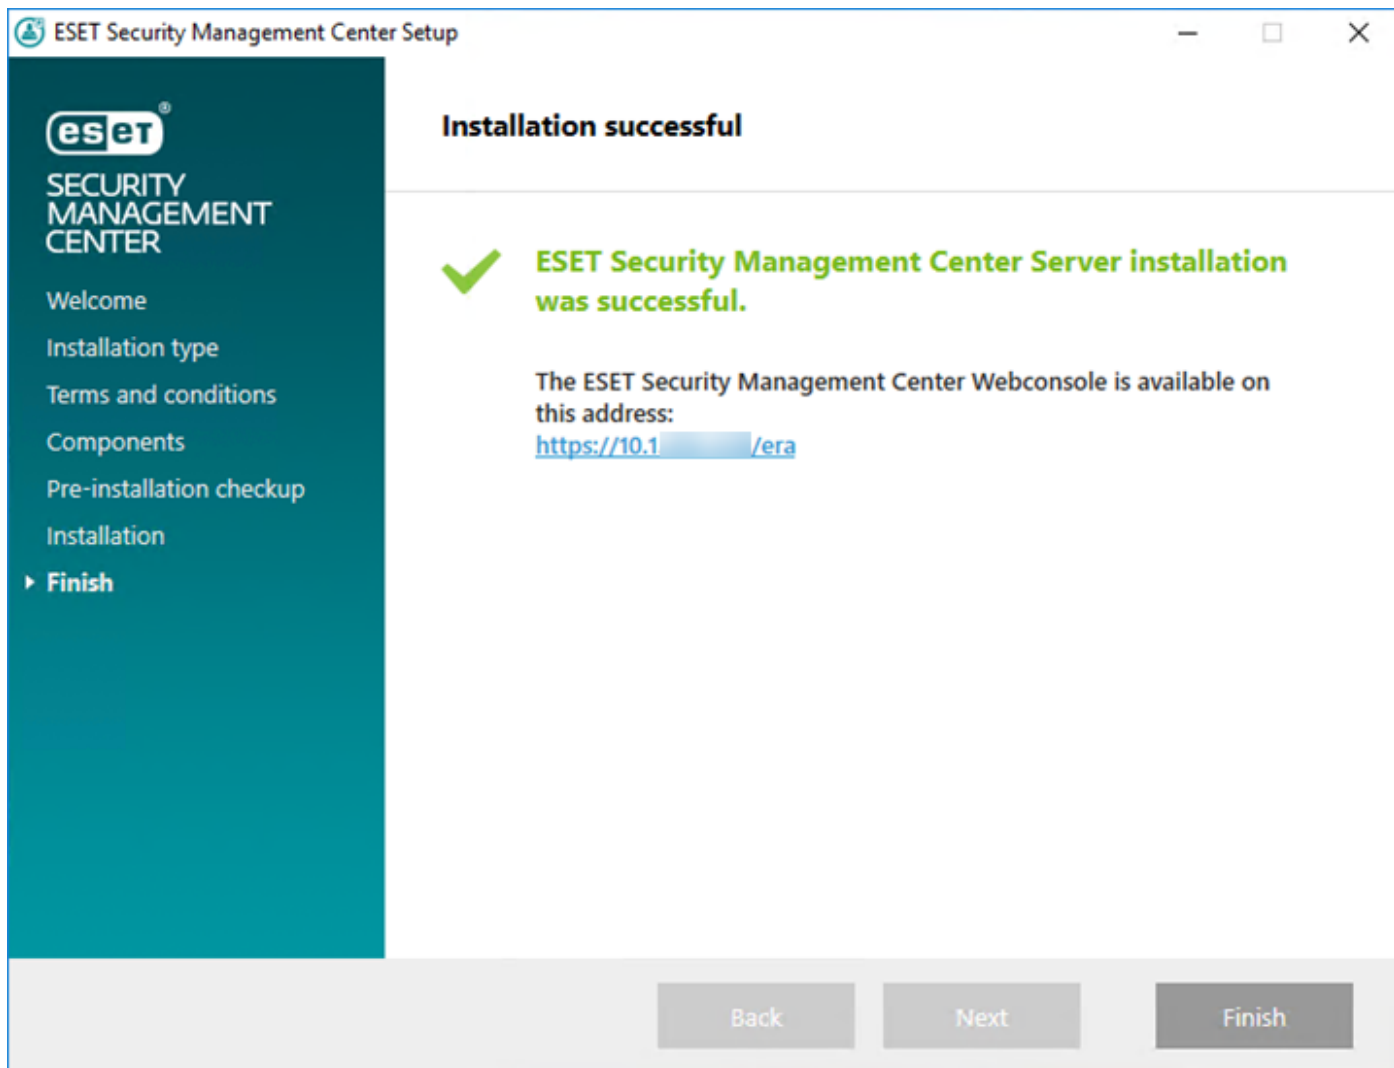 ESET Security Management Center Setup
eset®
SECURITY
MANAGEMENT
CENTER
Welcome
Installation type
Terms and conditions
Components
Pre-installation checkup
Installation
Finish
Installation successful
ESET Security Management Center Server installation
was successful.
The ESET Security Management Center Webconsole is available on
this address:
https://10.1 /era
Back
Next
Finish